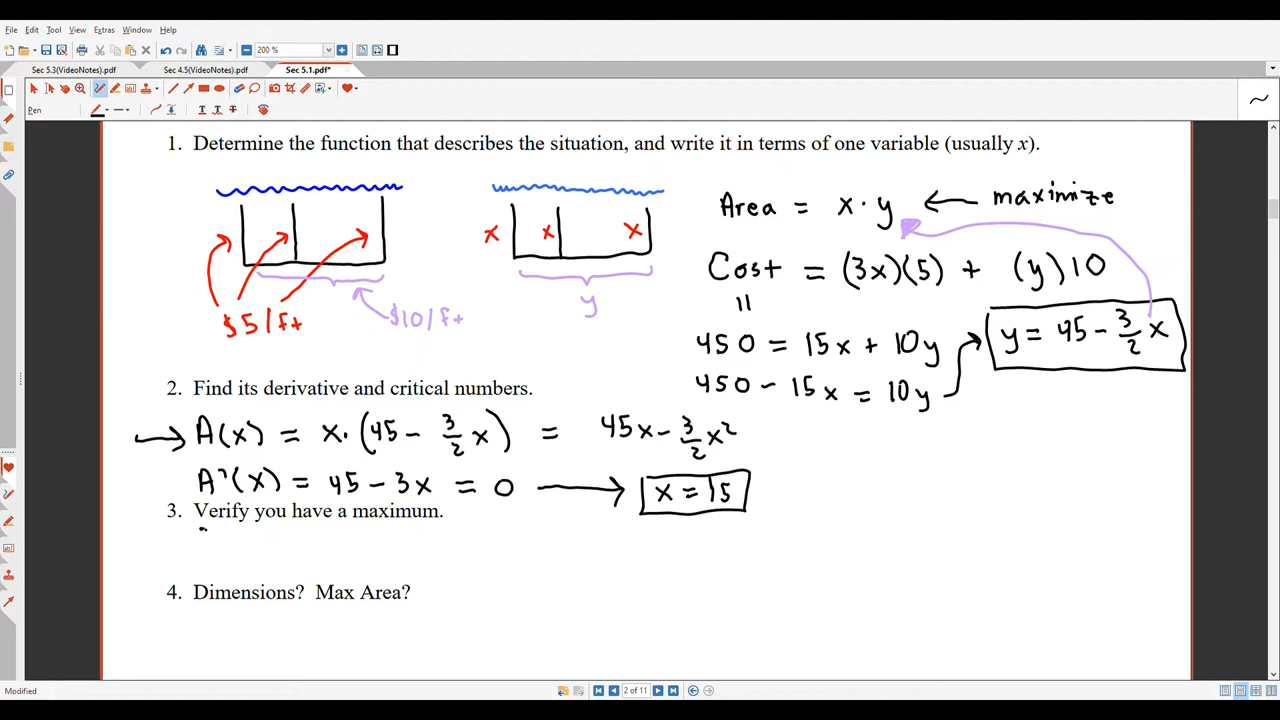 File Edit Tool View Extras Window Help
200 %
Sec 5.3(VideoNotes).pdf Sec 4.5(VideoNotes).pdf Sec 5.1.pdf*
Pen
1. Determine the function that describes the situation, and write it in terms of one variable (usually x).
Area = x · y ← maximize
x x x
Cost = (3x)(5) + (y)10
y
$5/ft
$10/ft
450 = 15x + 10y
y = 45 - 3/2 x
450 - 15x = 10y
2. Find its derivative and critical numbers.
→ A(x) = x· (45 - 3/2 x) = 45x - 3/2 x²
A'(x) = 45 - 3x = 0 → x = 15
3. Verify you have a maximum.
4. Dimensions? Max Area?
Modified
2 of 11